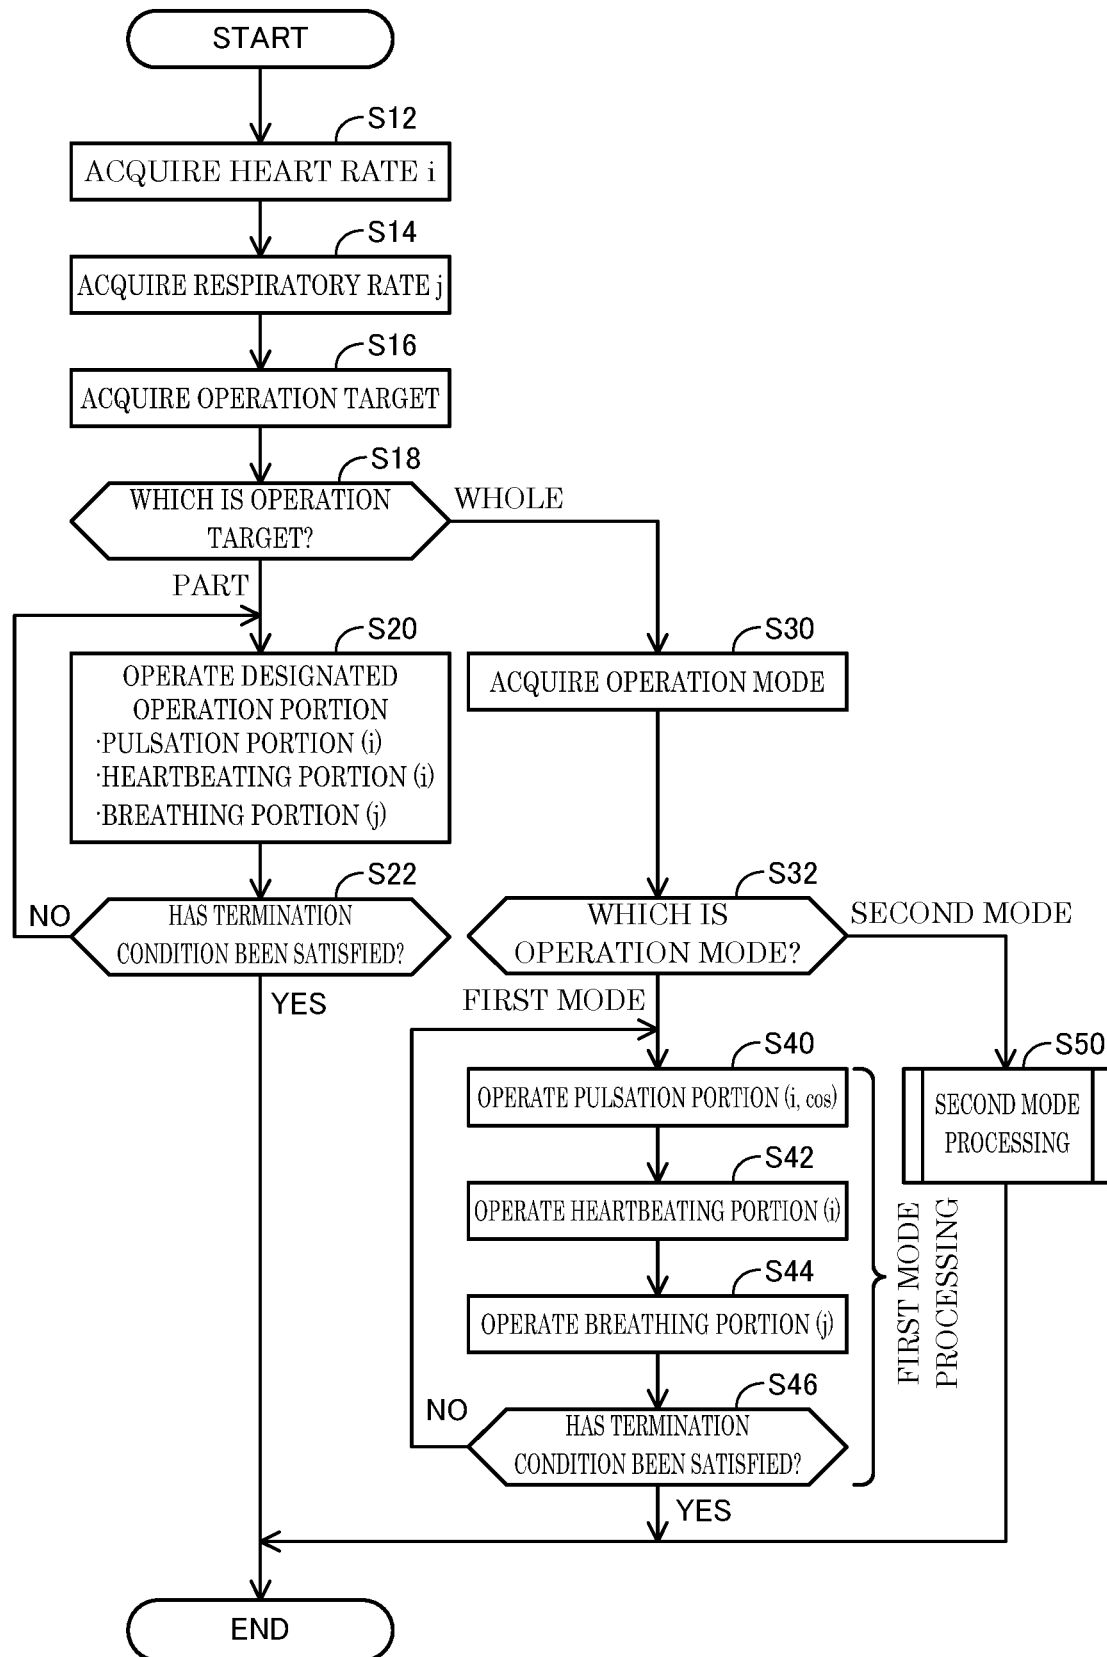 START
S12
ACQUIRE HEART RATE i
S14
ACQUIRE RESPIRATORY RATE j
S16
ACQUIRE OPERATION TARGET
S18
WHICH IS OPERATION
TARGET?
WHOLE
PART
S20
OPERATE DESIGNATED
OPERATION PORTION
·PULSATION PORTION (i)
·HEARTBEATING PORTION (i)
·BREATHING PORTION (j)
S22
HAS TERMINATION
CONDITION BEEN SATISFIED?
NO
YES
S30
ACQUIRE OPERATION MODE
S32
WHICH IS
OPERATION MODE?
SECOND MODE
FIRST MODE
S40
OPERATE PULSATION PORTION (i, cos)
S42
OPERATE HEARTBEATING PORTION (i)
S44
OPERATE BREATHING PORTION (j)
S46
HAS TERMINATION
CONDITION BEEN SATISFIED?
NO
YES
FIRST MODE
PROCESSING
S50
SECOND MODE
PROCESSING
END